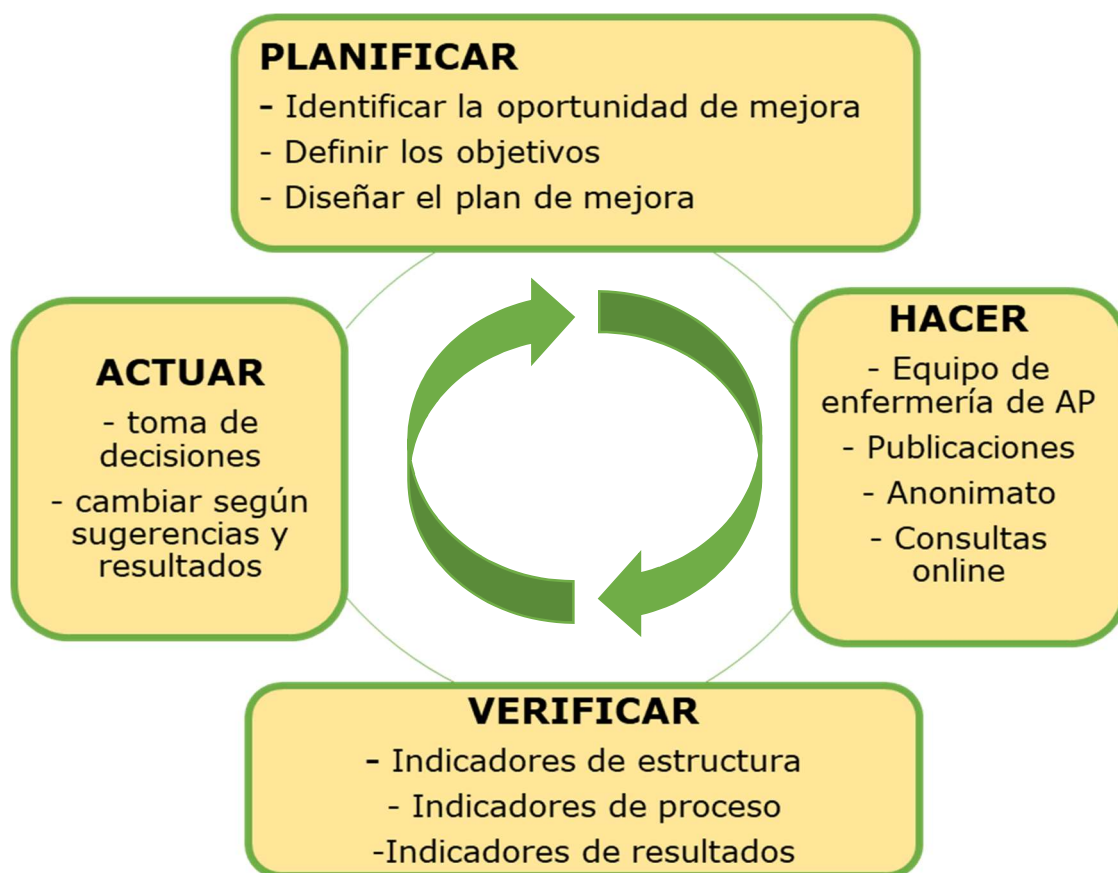 PLANIFICAR
- Identificar la oportunidad de mejora
- Definir los objetivos
- Diseñar el plan de mejora
HACER
- Equipo de
enfermería de AP
- Publicaciones
- Anonimato
- Consultas
online
VERIFICAR
- Indicadores de estructura
- Indicadores de proceso
-Indicadores de resultados
ACTUAR
- toma de
decisiones
- cambiar según
sugerencias y
resultados